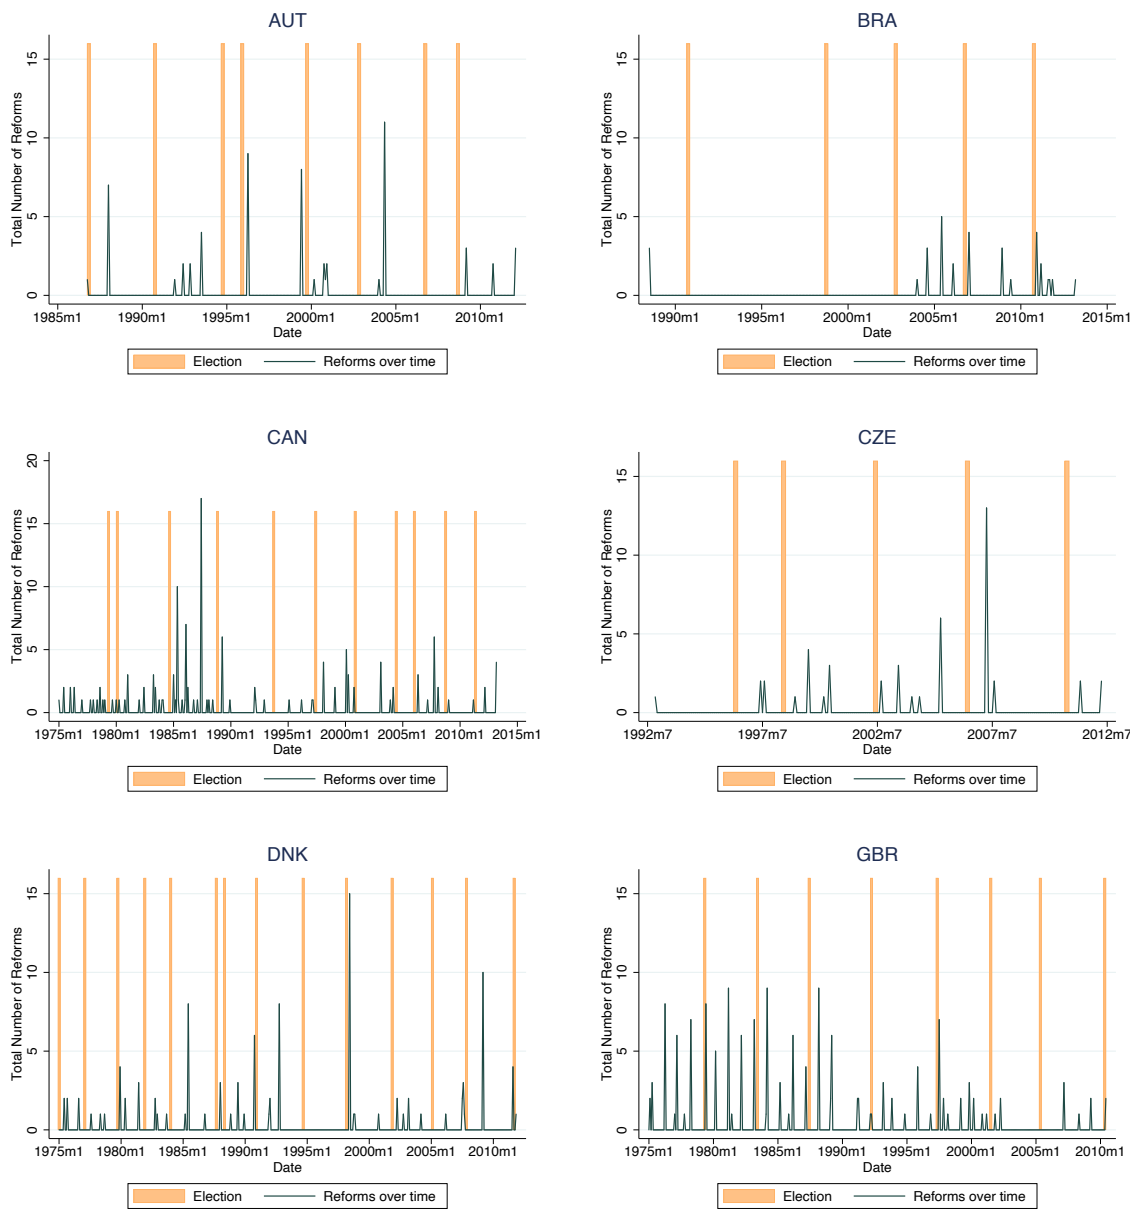 AUT
Total Number of Reforms
15
10
5
0
1985m1 1990m1 1995m1 2000m1 2005m1 2010m1
Date
Election Reforms over time
BRA
Total Number of Reforms
15
10
5
0
1990m1 1995m1 2000m1 2005m1 2010m1 2015m1
Date
Election Reforms over time
CAN
Total Number of Reforms
20
15
10
5
0
1975m1 1980m1 1985m1 1990m1 1995m1 2000m1 2005m1 2010m1 2015m1
Date
Election Reforms over time
CZE
Total Number of Reforms
15
10
5
0
1992m7 1997m7 2002m7 2007m7 2012m7
Date
Election Reforms over time
DNK
Total Number of Reforms
15
10
5
0
1975m1 1980m1 1985m1 1990m1 1995m1 2000m1 2005m1 2010m1
Date
Election Reforms over time
GBR
Total Number of Reforms
15
10
5
0
1975m1 1980m1 1985m1 1990m1 1995m1 2000m1 2005m1 2010m1
Date
Election Reforms over time